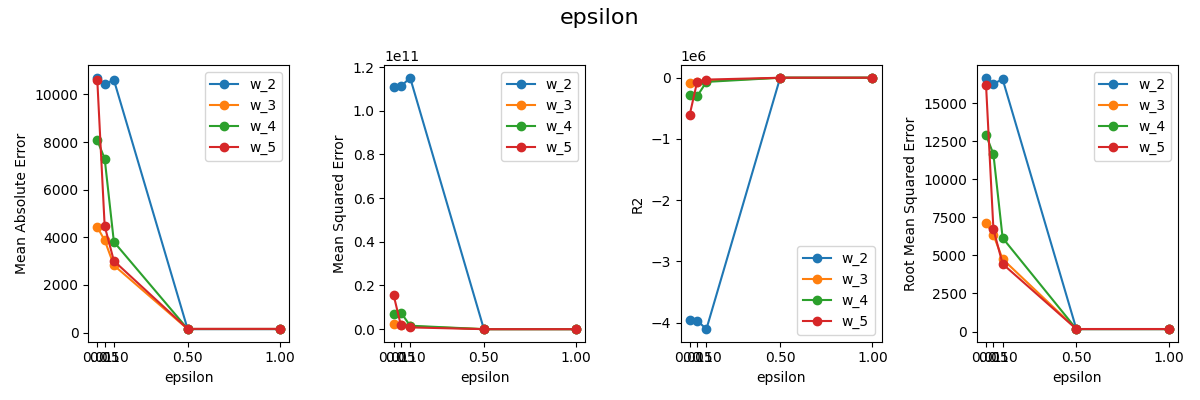 epsilon
Mean Absolute Error
10000
8000
6000
4000
2000
0
0.50
1.00
epsilon
w_2
w_3
w_4
w_5
Mean Squared Error
1e11
1.2
1.0
0.8
0.6
0.4
0.2
0.0
0.50
1.00
epsilon
w_2
w_3
w_4
w_5
R2
1e6
0
−1
−2
−3
−4
0.50
1.00
epsilon
w_2
w_3
w_4
w_5
Root Mean Squared Error
15000
12500
10000
7500
5000
2500
0
0.50
1.00
epsilon
w_2
w_3
w_4
w_5